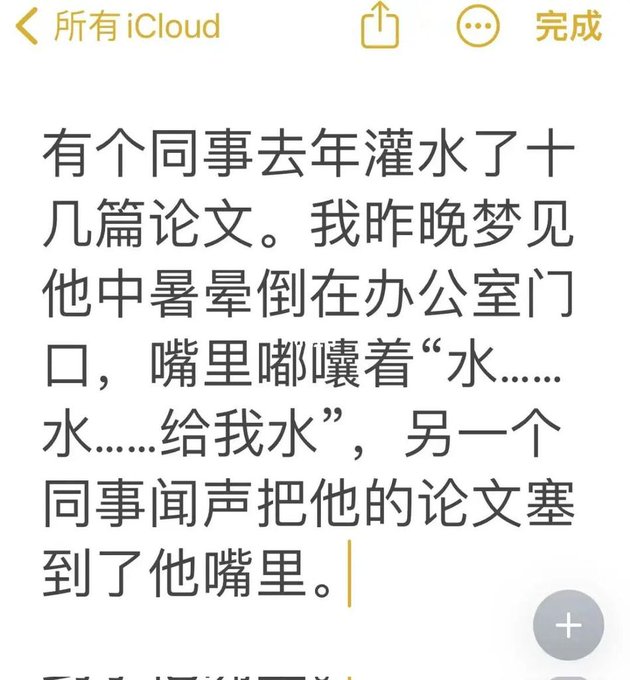 所有 iCloud
完成
有个同事去年灌水了十
几篇论文。我昨晚梦见
他中暑晕倒在办公室门
口，嘴里嘟囔着“水……
水……给我水”，另一个
同事闻声把他的论文塞
到了他嘴里。